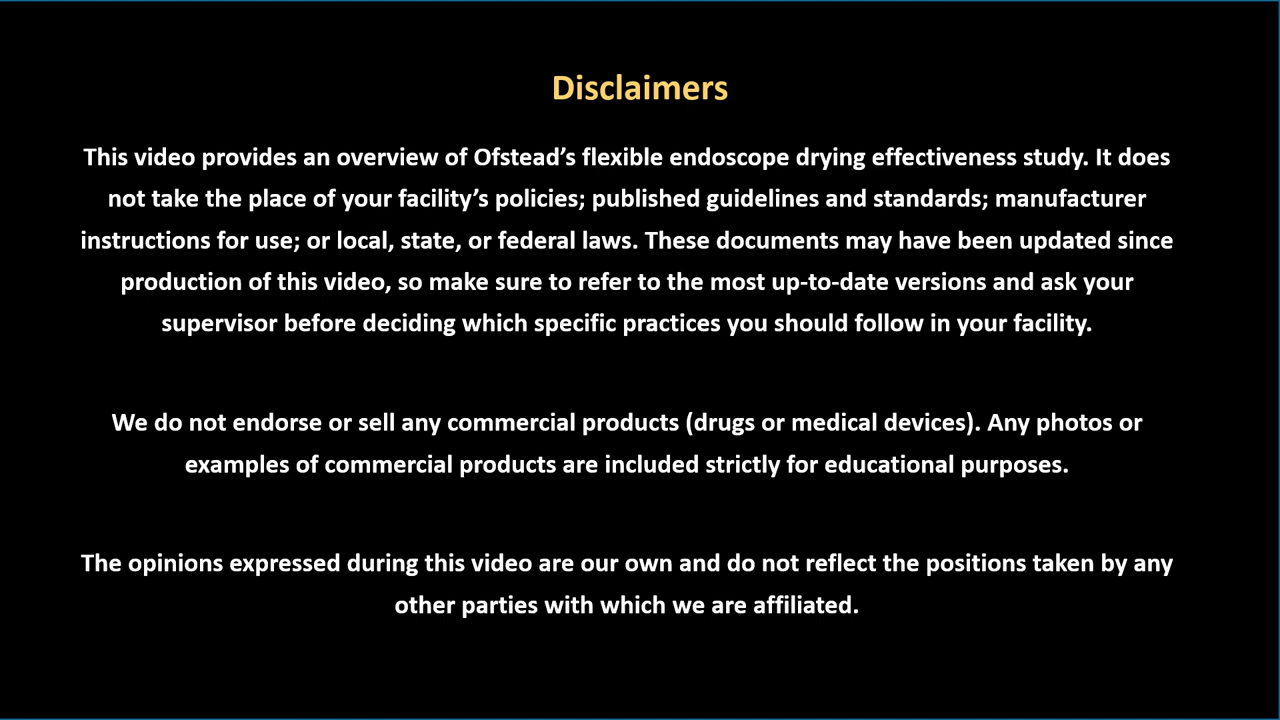 Disclaimers
This video provides an overview of Ofstead’s flexible endoscope drying effectiveness study. It does
not take the place of your facility’s policies; published guidelines and standards; manufacturer
instructions for use; or local, state, or federal laws. These documents may have been updated since
production of this video, so make sure to refer to the most up-to-date versions and ask your
supervisor before deciding which specific practices you should follow in your facility.
We do not endorse or sell any commercial products (drugs or medical devices). Any photos or
examples of commercial products are included strictly for educational purposes.
The opinions expressed during this video are our own and do not reflect the positions taken by any
other parties with which we are affiliated.